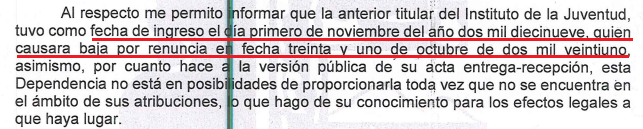 Al respecto me permito informar que la anterior titular del Instituto de la Juventud,
tuvo como fecha de ingreso el día primero de noviembre del año dos mil diecinueve, quien
causara baja por renuncia en fecha treinta y uno de octubre de dos mil veintiuno,
asimismo, por cuanto hace a la versión pública de su acta entrega-recepción, esta
Dependencia no está en posibilidades de proporcionarla toda vez que no se encuentra en
el ámbito de sus atribuciones, lo que hago de su conocimiento para los efectos legales a
que haya lugar.